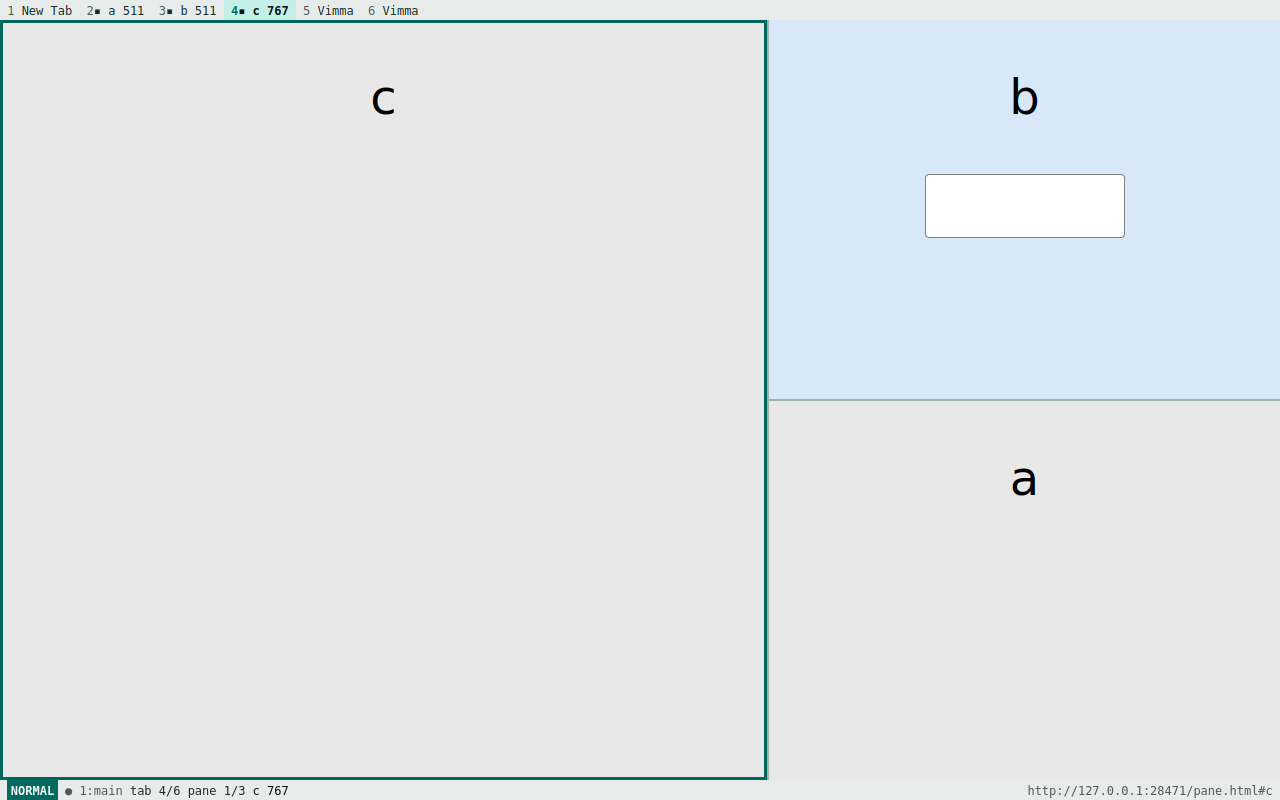 1 New Tab 2▪ a 511 3▪ b 511 4▪ c 767 5 Vimma 6 Vimma
c
b
a
NORMAL ● 1:main tab 4/6 pane 1/3 c 767 http://127.0.0.1:28471/pane.html#c